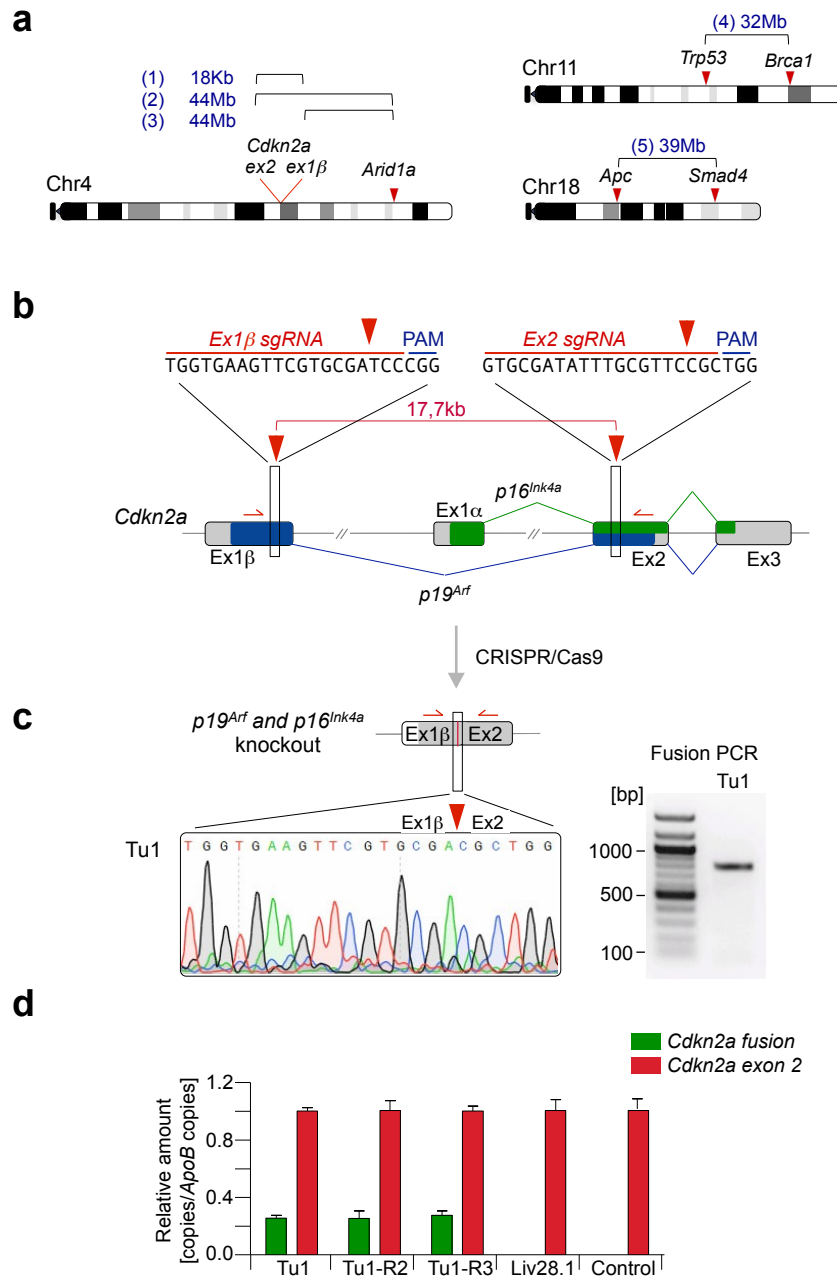 a
(1) 18Kb
(2) 44Mb
(3) 44Mb
Cdkn2a
ex2 ex1β
Arid1a
Chr4
(4) 32Mb
Trp53 Brca1
Chr11
(5) 39Mb
Apc Smad4
Chr18
b
Ex1β sgRNA PAM
TGGTGAAGTTCGTGCGATCCCGG
Ex2 sgRNA PAM
GTGCGATATTTGCGTTCCGCTGG
17,7kb
p16Ink4a
Ex1α
Cdkn2a
Ex1β
Ex2
Ex3
p19Arf
CRISPR/Cas9
c
p19Arf and p16Ink4a
knockout
Ex1β Ex2
Ex1β Ex2
Tu1
TGGTGAAGTTCGTGCGACGCTGG
Fusion PCR
[bp] Tu1
1000
500
100
d
Cdkn2a fusion
Cdkn2a exon 2
Relative amount
[copies/ApoB copies]
1.2
0.8
0.4
0.0
Tu1 Tu1-R2 Tu1-R3 Liv28.1 Control